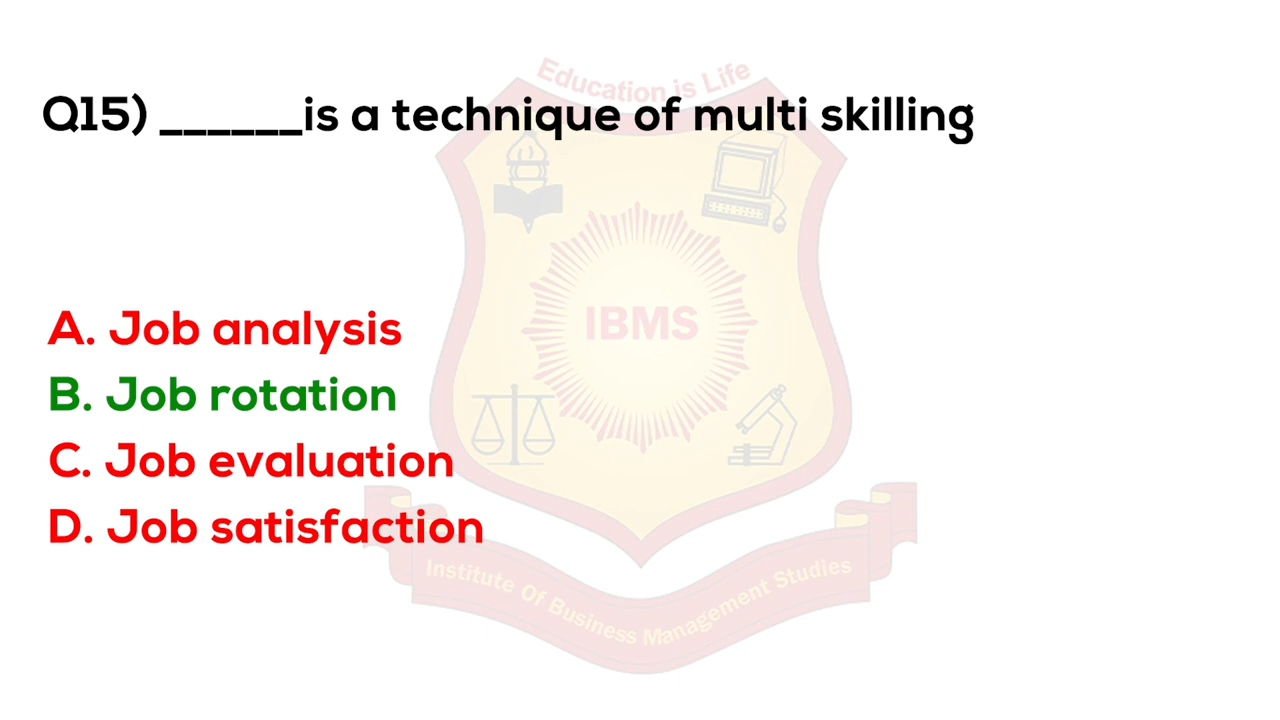 Education is Life
Q15) ______is a technique of multi skilling
IBMS
A. Job analysis
B. Job rotation
C. Job evaluation
D. Job satisfaction
Institute Of Business Management Studies